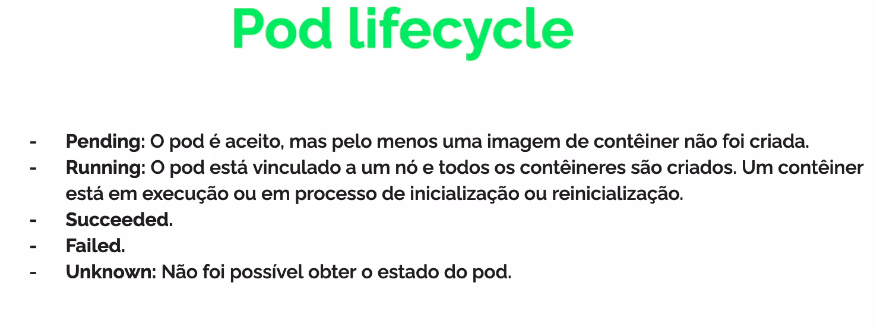 Pod lifecycle
- Pending: O pod é aceito, mas pelo menos uma imagem de contêiner não foi criada.
- Running: O pod está vinculado a um nó e todos os contêineres são criados. Um contêiner
está em execução ou em processo de inicialização ou reinicialização.
- Succeeded.
- Failed.
- Unknown: Não foi possível obter o estado do pod.